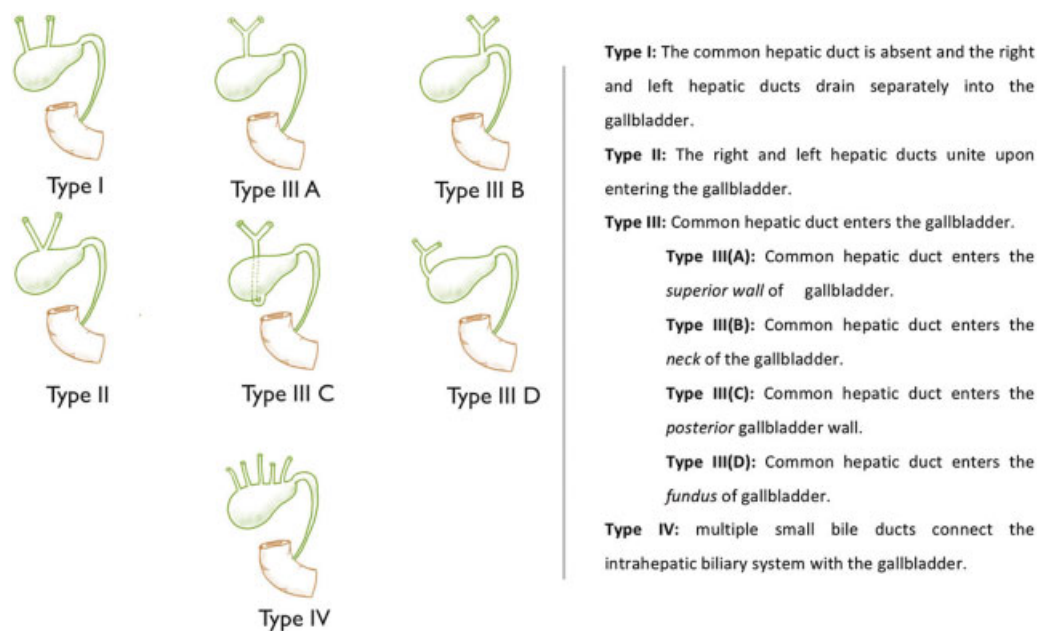 Type I
Type III A
Type III B
Type II
Type III C
Type III D
Type IV
Type I: The common hepatic duct is absent and the right
and left hepatic ducts drain separately into the
gallbladder.
Type II: The right and left hepatic ducts unite upon
entering the gallbladder.
Type III: Common hepatic duct enters the gallbladder.
Type III(A): Common hepatic duct enters the
superior wall of gallbladder.
Type III(B): Common hepatic duct enters the
neck of the gallbladder.
Type III(C): Common hepatic duct enters the
posterior gallbladder wall.
Type III(D): Common hepatic duct enters the
fundus of gallbladder.
Type IV: multiple small bile ducts connect the
intrahepatic biliary system with the gallbladder.